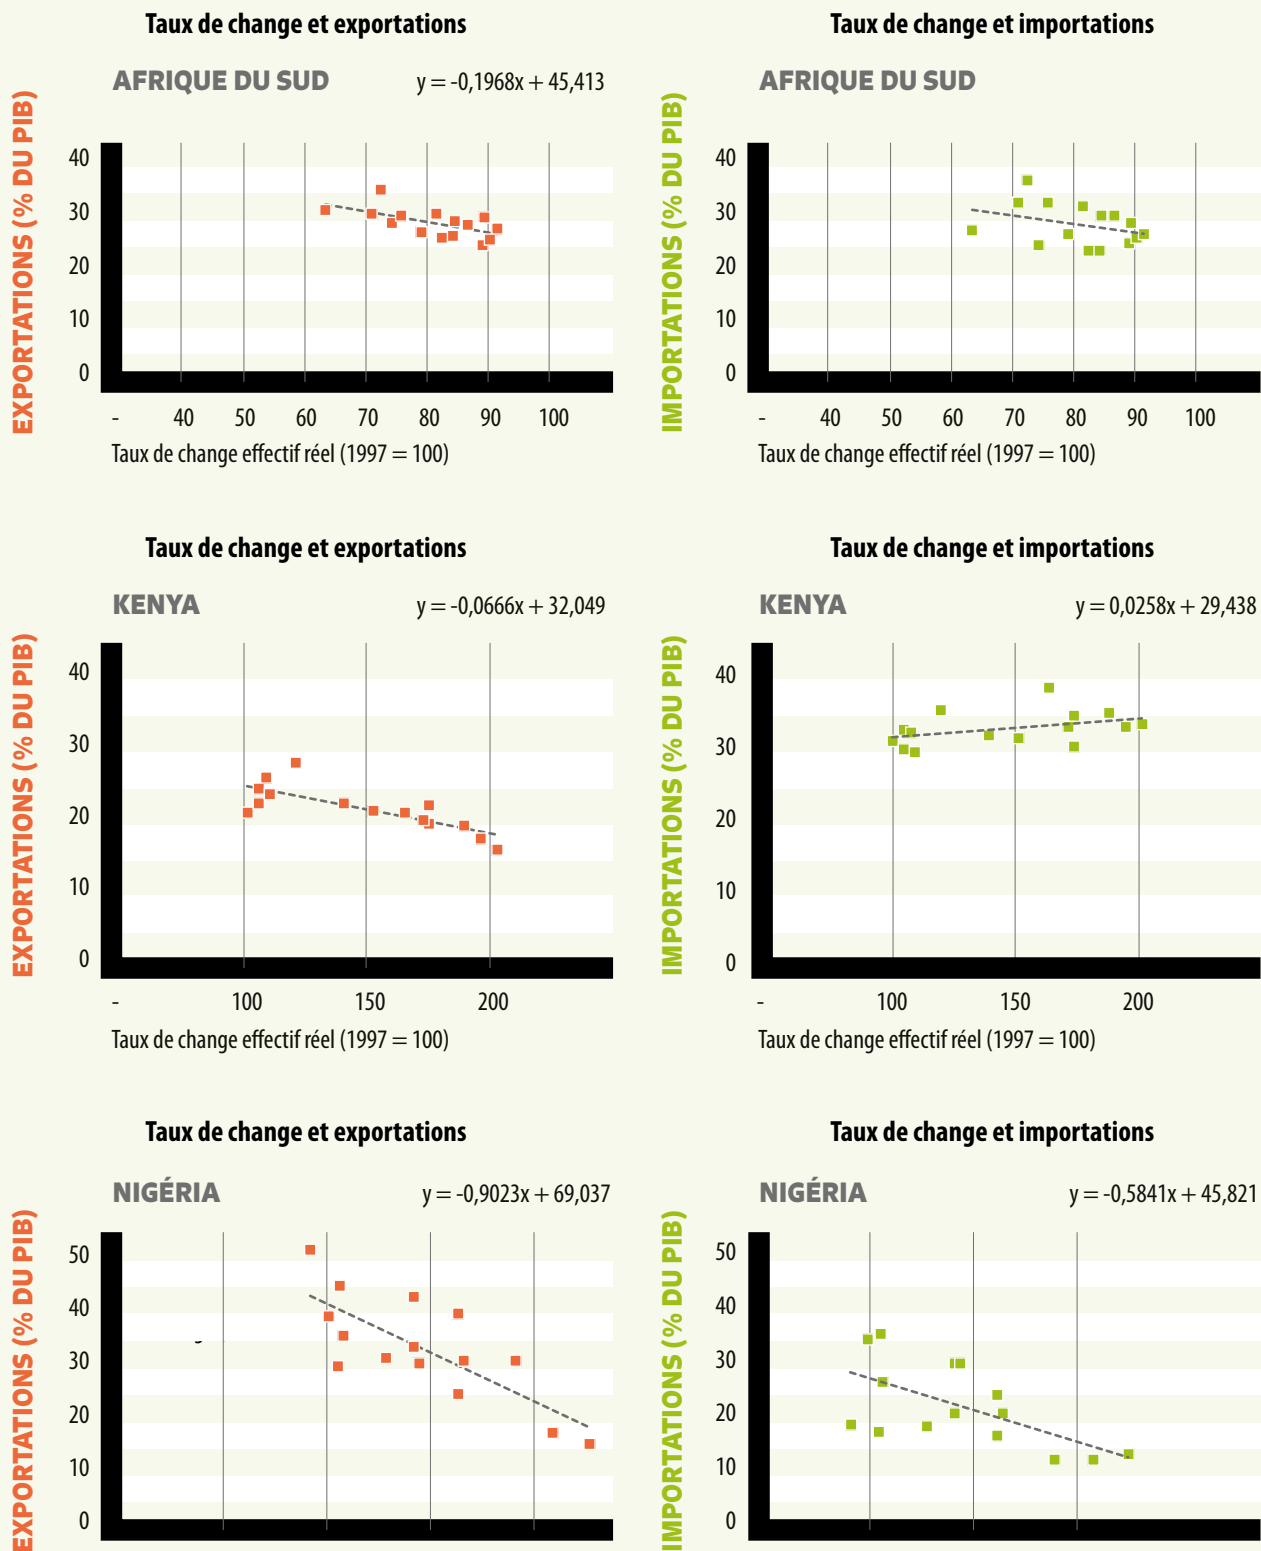 Taux de change et exportations
AFRIQUE DU SUD
y = -0,1968x + 45,413
EXPORTATIONS (% DU PIB)
40
30
20
10
0
- 40 50 60 70 80 90 100
Taux de change effectif réel (1997 = 100)
Taux de change et importations
AFRIQUE DU SUD
IMPORTATIONS (% DU PIB)
40
30
20
10
0
- 40 50 60 70 80 90 100
Taux de change effectif réel (1997 = 100)
Taux de change et exportations
KENYA
y = -0,0666x + 32,049
EXPORTATIONS (% DU PIB)
40
30
20
10
0
- 100 150 200
Taux de change effectif réel (1997 = 100)
Taux de change et importations
KENYA
y = 0,0258x + 29,438
IMPORTATIONS (% DU PIB)
40
30
20
10
0
- 100 150 200
Taux de change effectif réel (1997 = 100)
Taux de change et exportations
NIGÉRIA
y = -0,9023x + 69,037
EXPORTATIONS (% DU PIB)
50
40
30
20
10
0
Taux de change et importations
NIGÉRIA
y = -0,5841x + 45,821
IMPORTATIONS (% DU PIB)
50
40
30
20
10
0